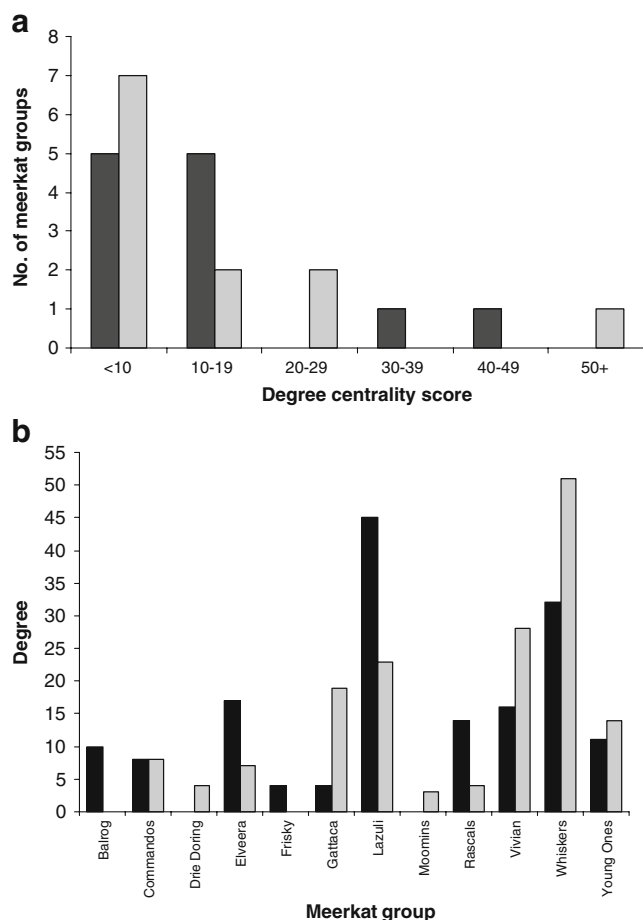 a
No. of meerkat groups
8
7
6
5
4
3
2
1
0
<10 10-19 20-29 30-39 40-49 50+
Degree centrality score
b
Degree
55
50
45
40
35
30
25
20
15
10
5
0
Balrog
Commandos
Drie Doring
Elveera
Frisky
Gattaca
Lazuli
Moomins
Rascals
Vivian
Whiskers
Young Ones
Meerkat group